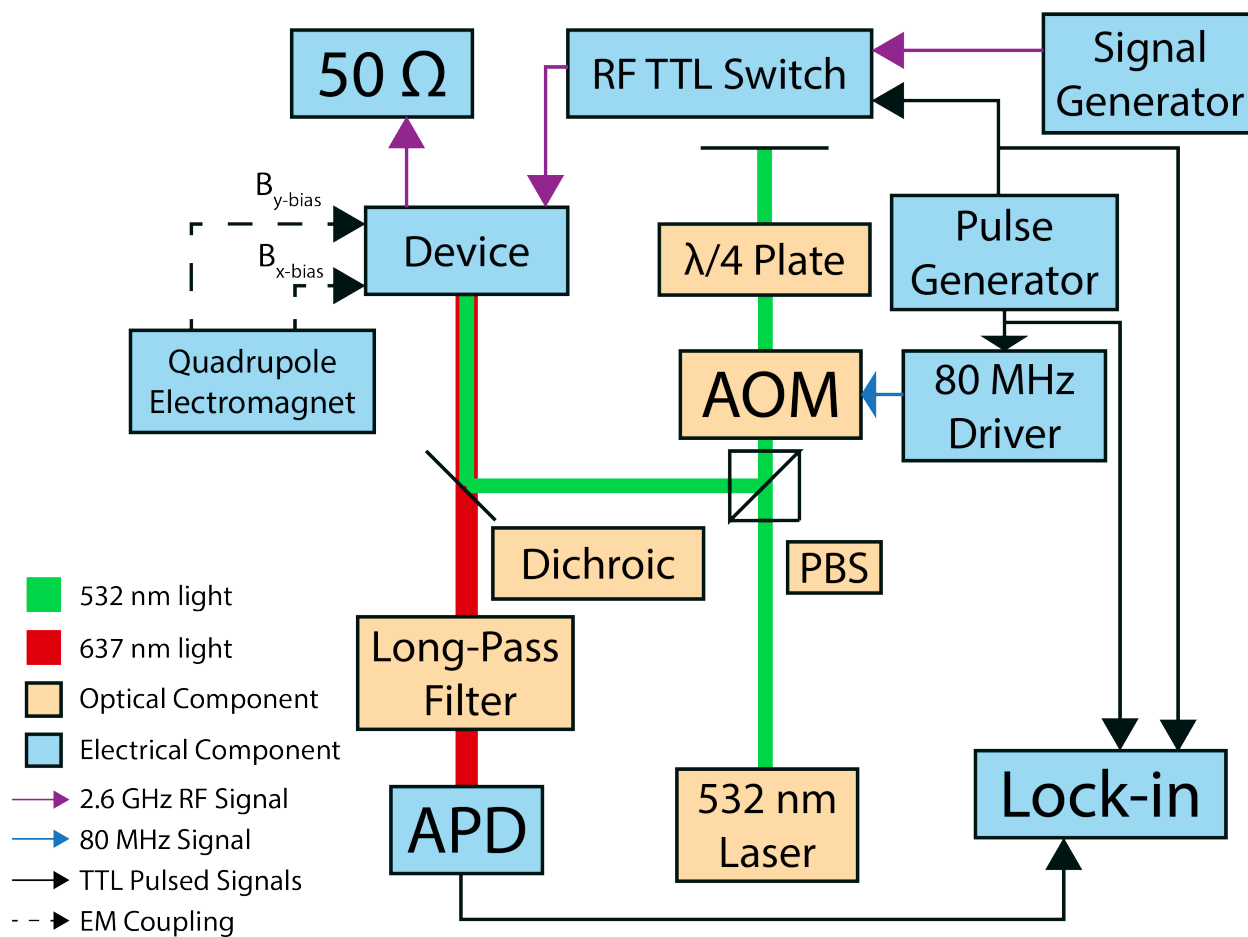 50 Ω
RF TTL Switch
Signal
Generator
By-bias
Device
Bx-bias
λ/4 Plate
Pulse
Generator
Quadrupole
Electromagnet
AOM
80 MHz
Driver
Dichroic
PBS
532 nm light
637 nm light
Optical Component
Electrical Component
2.6 GHz RF Signal
80 MHz Signal
TTL Pulsed Signals
EM Coupling
Long-Pass
Filter
APD
532 nm
Laser
Lock-in